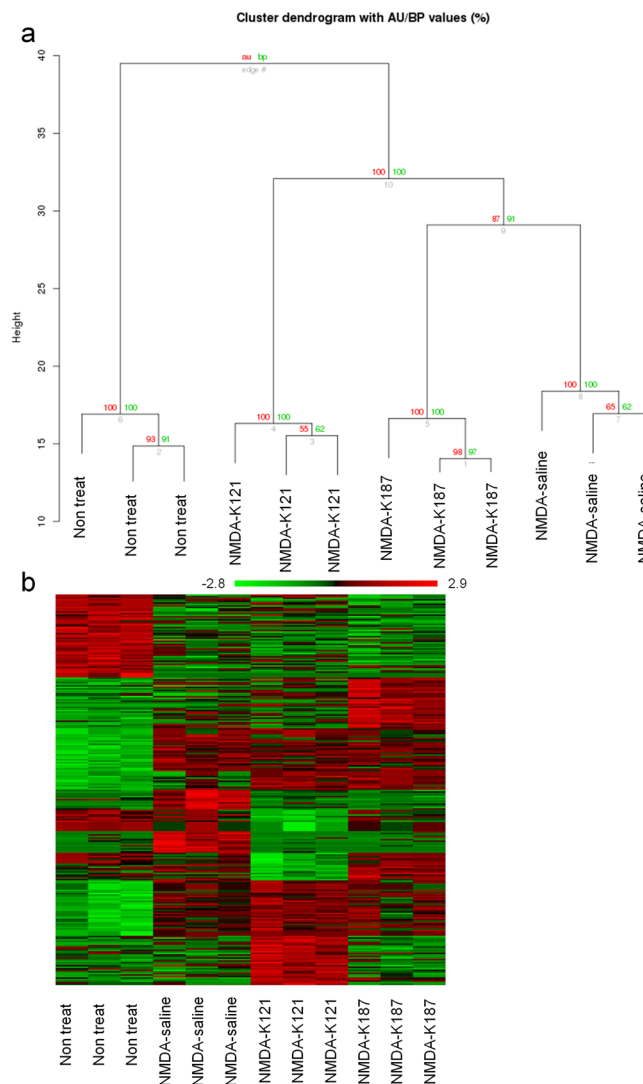 Cluster dendrogram with AU/BP values (%)
a
au bp
edge #
40
35
30
25
20
15
10
Height
100 100
10
87 91
9
100 100
8
65 62
7
100 100
6
93 91
2
100 100
4
55 62
3
100 100
5
98 97
1
Non treat
Non treat
Non treat
NMDA-K121
NMDA-K121
NMDA-K121
NMDA-K187
NMDA-K187
NMDA-K187
NMDA-saline
NMDA-saline
NMDA-saline
b
-2.8 2.9
Non treat
Non treat
Non treat
NMDA-saline
NMDA-saline
NMDA-saline
NMDA-K121
NMDA-K121
NMDA-K121
NMDA-K187
NMDA-K187
NMDA-K187